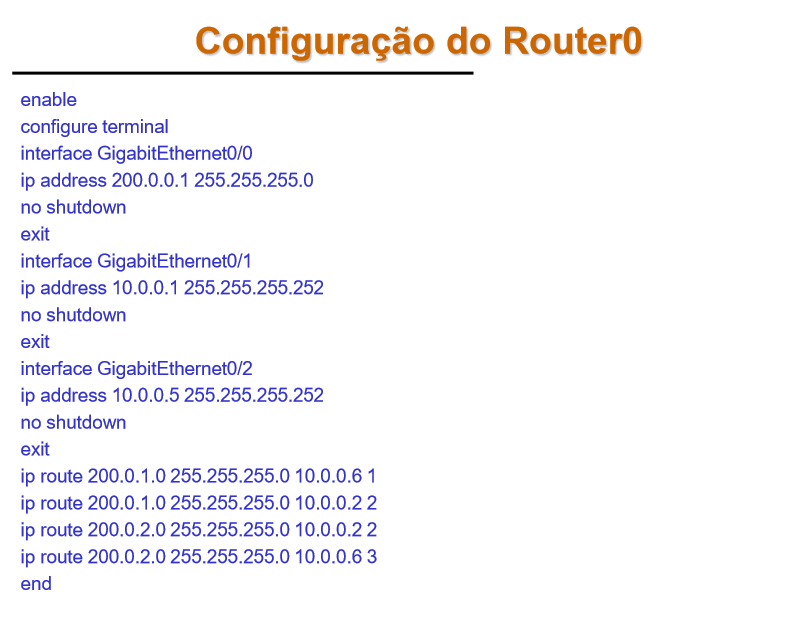 Configuração do Router0
enable
configure terminal
interface GigabitEthernet0/0
ip address 200.0.0.1 255.255.255.0
no shutdown
exit
interface GigabitEthernet0/1
ip address 10.0.0.1 255.255.255.252
no shutdown
exit
interface GigabitEthernet0/2
ip address 10.0.0.5 255.255.255.252
no shutdown
exit
ip route 200.0.1.0 255.255.255.0 10.0.0.6 1
ip route 200.0.1.0 255.255.255.0 10.0.0.2 2
ip route 200.0.2.0 255.255.255.0 10.0.0.2 2
ip route 200.0.2.0 255.255.255.0 10.0.0.6 3
end